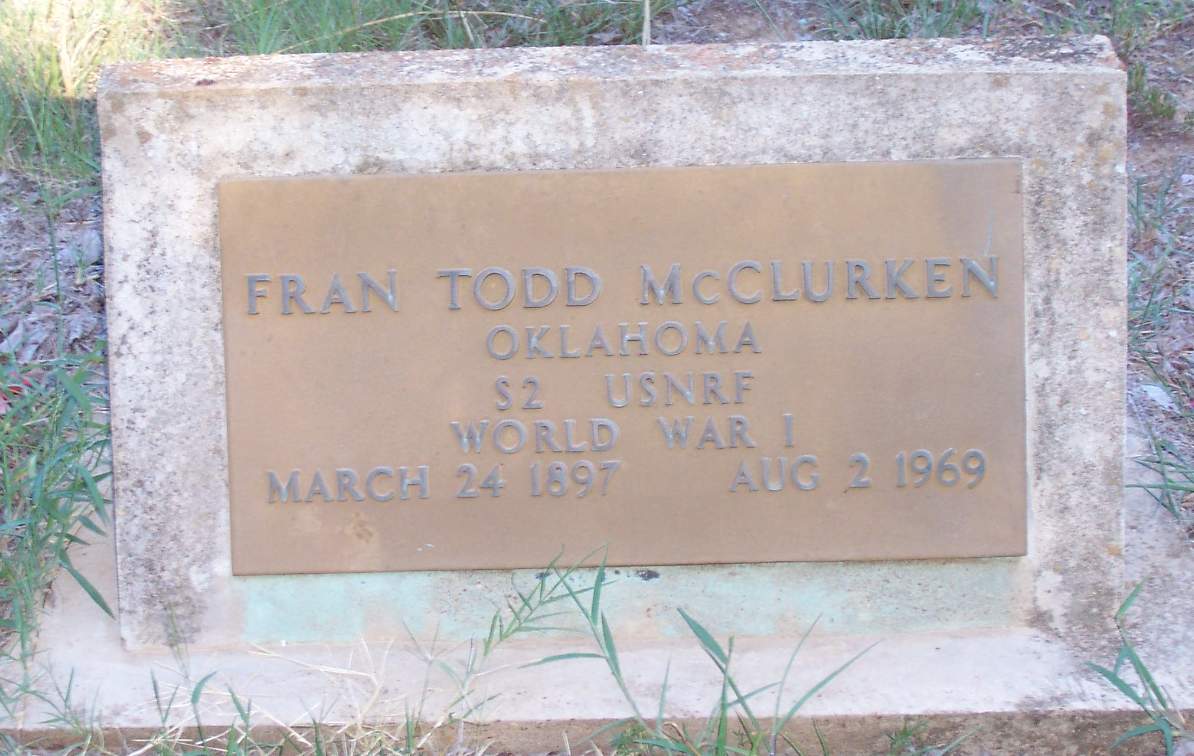 FRAN TODD McCLURKEN
OKLAHOMA
S2 USNRF
WORLD WAR I
MARCH 24 1897 AUG 2 1969